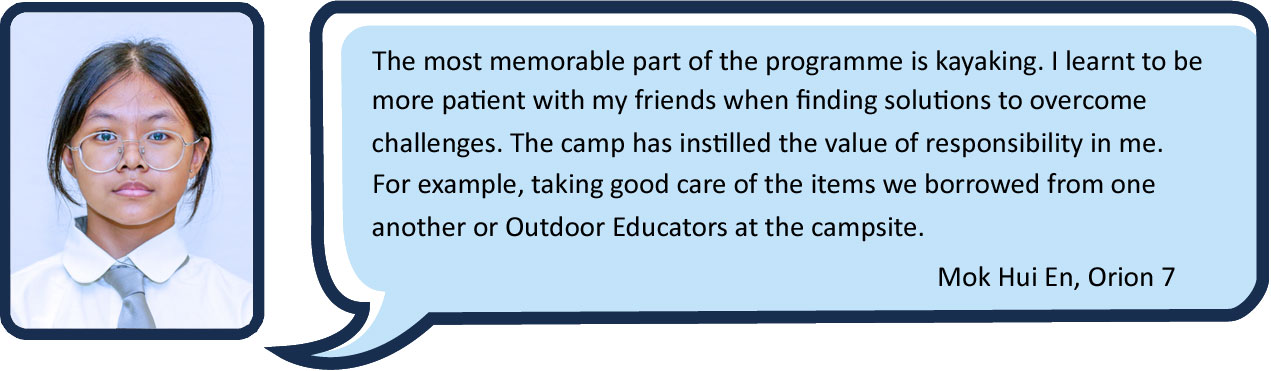 The most memorable part of the programme is kayaking. I learnt to be
more patient with my friends when finding solutions to overcome
challenges. The camp has instilled the value of responsibility in me.
For example, taking good care of the items we borrowed from one
another or Outdoor Educators at the campsite.
Mok Hui En, Orion 7